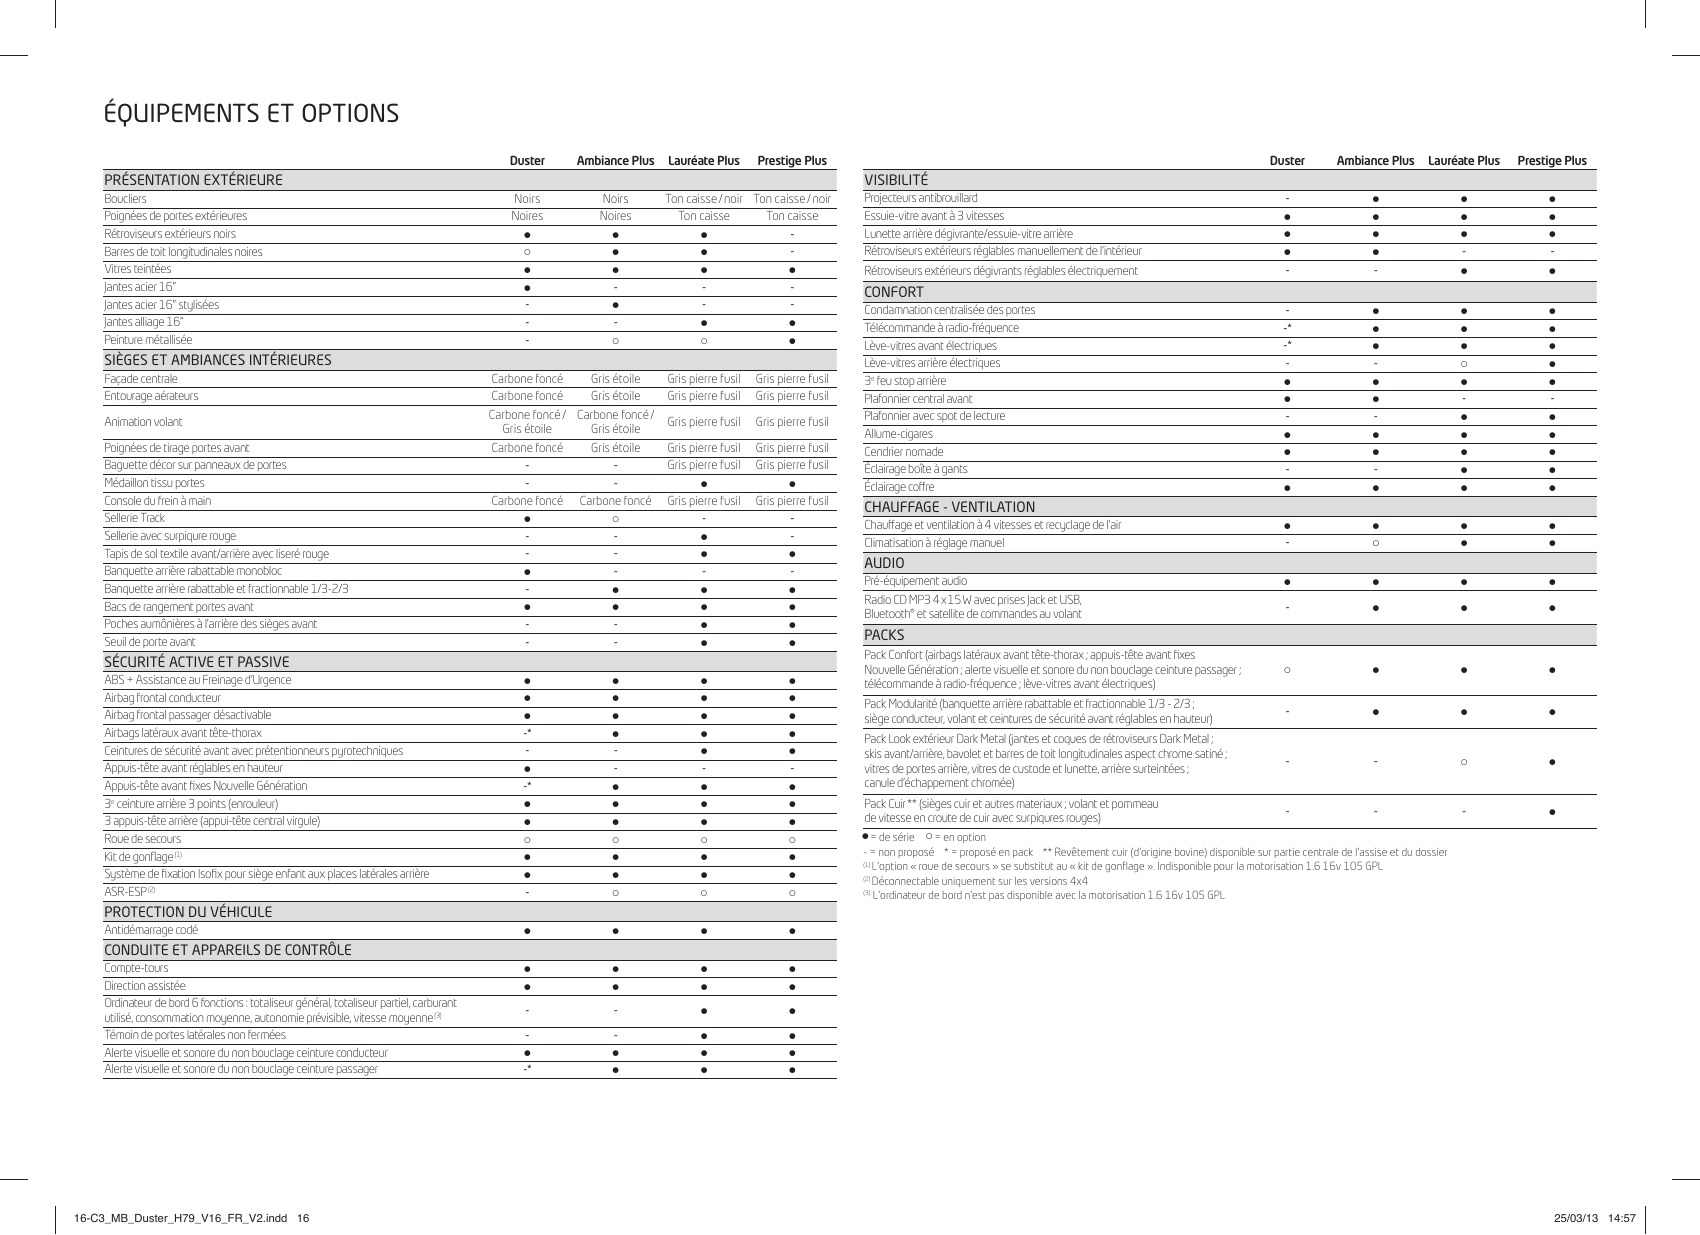 ÉQUIPEMENTS ET OPTIONS
Duster Ambiance Plus Lauréate Plus Prestige Plus
PRÉSENTATION EXTÉRIEURE
Boucliers Noirs Noirs Ton caisse / noir Ton caisse / noir
Poignées de portes extérieures Noires Noires Ton caisse Ton caisse
Rétroviseurs extérieurs noirs ● ● ● -
Barres de toit longitudinales noires ○ ● ● -
Vitres teintées ● ● ● ●
Jantes acier 16” ● - - -
Jantes acier 16” stylisées - ● - -
Jantes alliage 16” - - ● ●
Peinture métallisée - ○ ○ ●
SIÈGES ET AMBIANCES INTÉRIEURES
Façade centrale Carbone foncé Gris étoile Gris pierre fusil Gris pierre fusil
Entourage aérateurs Carbone foncé Gris étoile Gris pierre fusil Gris pierre fusil
Animation volant Carbone foncé / Gris étoile Carbone foncé / Gris étoile Gris pierre fusil Gris pierre fusil
Poignées de tirage portes avant Carbone foncé Gris étoile Gris pierre fusil Gris pierre fusil
Baguette décor sur panneaux de portes - - Gris pierre fusil Gris pierre fusil
Médaillon tissu portes - - ● ●
Console du frein à main Carbone foncé Carbone foncé Gris pierre fusil Gris pierre fusil
Sellerie Track ● ○ - -
Sellerie avec surpiqure rouge - - ● -
Tapis de sol textile avant/arrière avec liseré rouge - - ● ●
Banquette arrière rabattable monobloc ● - - -
Banquette arrière rabattable et fractionnable 1/3-2/3 - ● ● ●
Bacs de rangement portes avant ● ● ● ●
Poches aumônières à l’arrière des sièges avant - - ● ●
Seuil de porte avant - - ● ●
SÉCURITÉ ACTIVE ET PASSIVE
ABS + Assistance au Freinage d’Urgence ● ● ● ●
Airbag frontal conducteur ● ● ● ●
Airbag frontal passager désactivable ● ● ● ●
Airbags latéraux avant tête-thorax -* ● ● ●
Ceintures de sécurité avant avec prétentionneurs pyrotechniques - - ● ●
Appuis-tête avant réglables en hauteur ● - - -
Appuis-tête avant fixes Nouvelle Génération -* ● ● ●
3e ceinture arrière 3 points (enrouleur) ● ● ● ●
3 appuis-tête arrière (appui-tête central virgule) ● ● ● ●
Roue de secours ○ ○ ○ ○
Kit de gonflage (1) ● ● ● ●
Système de fixation Isofix pour siège enfant aux places latérales arrière ● ● ● ●
ASR-ESP (2) - ○ ○ ○
PROTECTION DU VÉHICULE
Antidémarrage codé ● ● ● ●
CONDUITE ET APPAREILS DE CONTRÔLE
Compte-tours ● ● ● ●
Direction assistée ● ● ● ●
Ordinateur de bord 6 fonctions : totaliseur général, totaliseur partiel, carburant
utilisé, consommation moyenne, autonomie prévisible, vitesse moyenne (3) - - ● ●
Témoin de portes latérales non fermées - - ● ●
Alerte visuelle et sonore du non bouclage ceinture conducteur ● ● ● ●
Alerte visuelle et sonore du non bouclage ceinture passager -* ● ● ●
Duster Ambiance Plus Lauréate Plus Prestige Plus
VISIBILITÉ
Projecteurs antibrouillard - ● ● ●
Essuie-vitre avant à 3 vitesses ● ● ● ●
Lunette arrière dégivrante/essuie-vitre arrière ● ● ● ●
Rétroviseurs extérieurs réglables manuellement de l’intérieur ● ● - -
Rétroviseurs extérieurs dégivrants réglables électriquement - - ● ●
CONFORT
Condamnation centralisée des portes - ● ● ●
Télécommande à radio-fréquence -* ● ● ●
Lève-vitres avant électriques -* ● ● ●
Lève-vitres arrière électriques - - ○ ●
3e feu stop arrière ● ● ● ●
Plafonnier central avant ● ● - -
Plafonnier avec spot de lecture - - ● ●
Allume-cigares ● ● ● ●
Cendrier nomade ● ● ● ●
Éclairage boîte à gants - - ● ●
Éclairage coffre ● ● ● ●
CHAUFFAGE - VENTILATION
Chauffage et ventilation à 4 vitesses et recyclage de l’air ● ● ● ●
Climatisation à réglage manuel - ○ ● ●
AUDIO
Pré-équipement audio ● ● ● ●
Radio CD MP3 4 x 15 W avec prises Jack et USB,
Bluetooth® et satellite de commandes au volant - ● ● ●
PACKS
Pack Confort (airbags latéraux avant tête-thorax ; appuis-tête avant fixes
Nouvelle Génération ; alerte visuelle et sonore du non bouclage ceinture passager ; ○ ● ● ●
télécommande à radio-fréquence ; lève-vitres avant électriques)
Pack Modularité (banquette arrière rabattable et fractionnable 1/3 - 2/3 ;
siège conducteur, volant et ceintures de sécurité avant réglables en hauteur) - ● ● ●
Pack Look extérieur Dark Metal (jantes et coques de rétroviseurs Dark Metal ;
skis avant/arrière, bavolet et barres de toit longitudinales aspect chrome satiné ;
vitres de portes arrière, vitres de custode et lunette, arrière surteintées ; - - ○ ●
canule d’échappement chromée)
Pack Cuir ** (sièges cuir et autres materiaux ; volant et pommeau
de vitesse en croute de cuir avec surpiqures rouges) - - - ●
● = de série ○ = en option
- = non proposé * = proposé en pack ** Revêtement cuir (d’origine bovine) disponible sur partie centrale de l’assise et du dossier
(1) L’option « roue de secours » se substitut au « kit de gonflage ». Indisponible pour la motorisation 1.6 16v 105 GPL
(2) Déconnectable uniquement sur les versions 4x4
(3) L’ordinateur de bord n’est pas disponible avec la motorisation 1.6 16v 105 GPL
16-C3_MB_Duster_H79_V16_FR_V2.indd 16
25/03/13 14:57